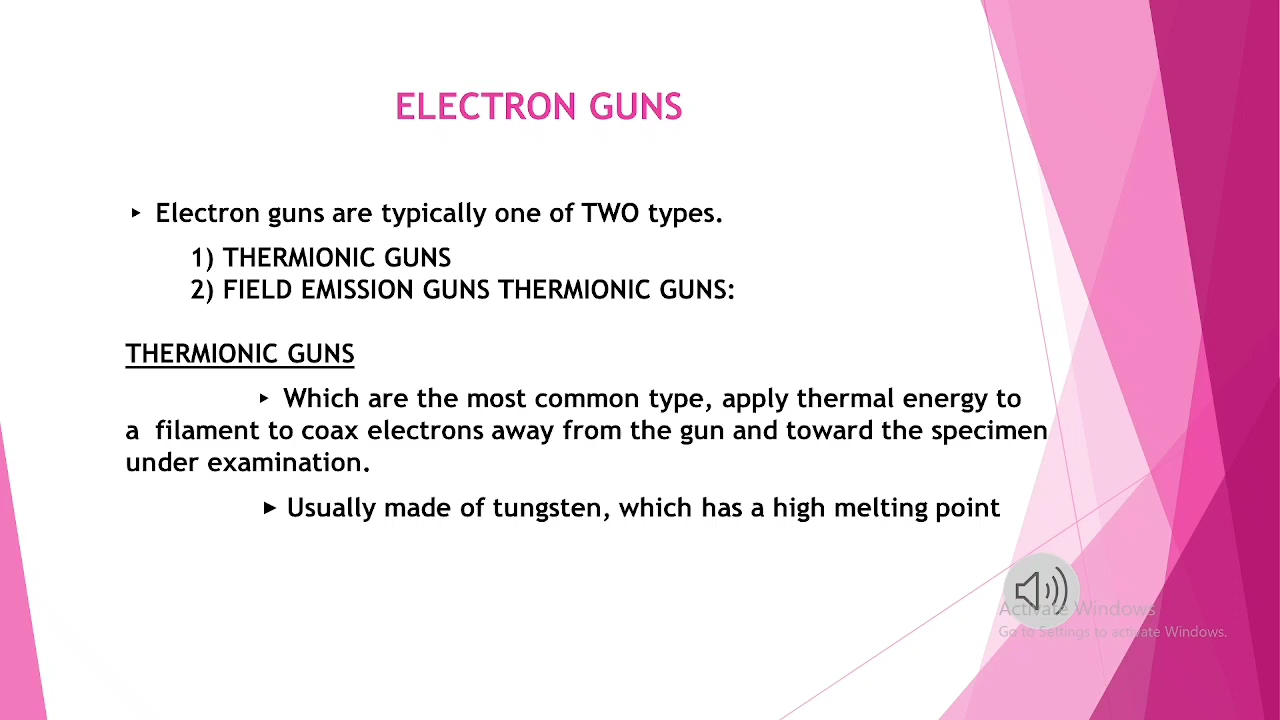 ELECTRON GUNS
▸ Electron guns are typically one of TWO types.
1) THERMIONIC GUNS
2) FIELD EMISSION GUNS THERMIONIC GUNS:
THERMIONIC GUNS
▸ Which are the most common type, apply thermal energy to
a filament to coax electrons away from the gun and toward the specimen
under examination.
▸ Usually made of tungsten, which has a high melting point
Activate Windows
Go to Settings to activate Windows.